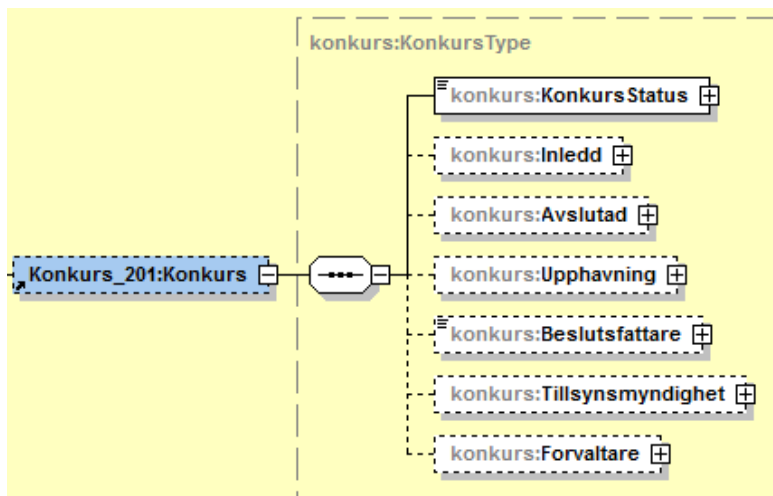 konkurs:KonkursType
konkurs:KonkursStatus
konkurs:Inledd
konkurs:Avslutad
Konkurs_201:Konkurs
konkurs:Upphavning
konkurs:Beslutsfattare
konkurs:Tillsynsmyndighet
konkurs:Forvaltare